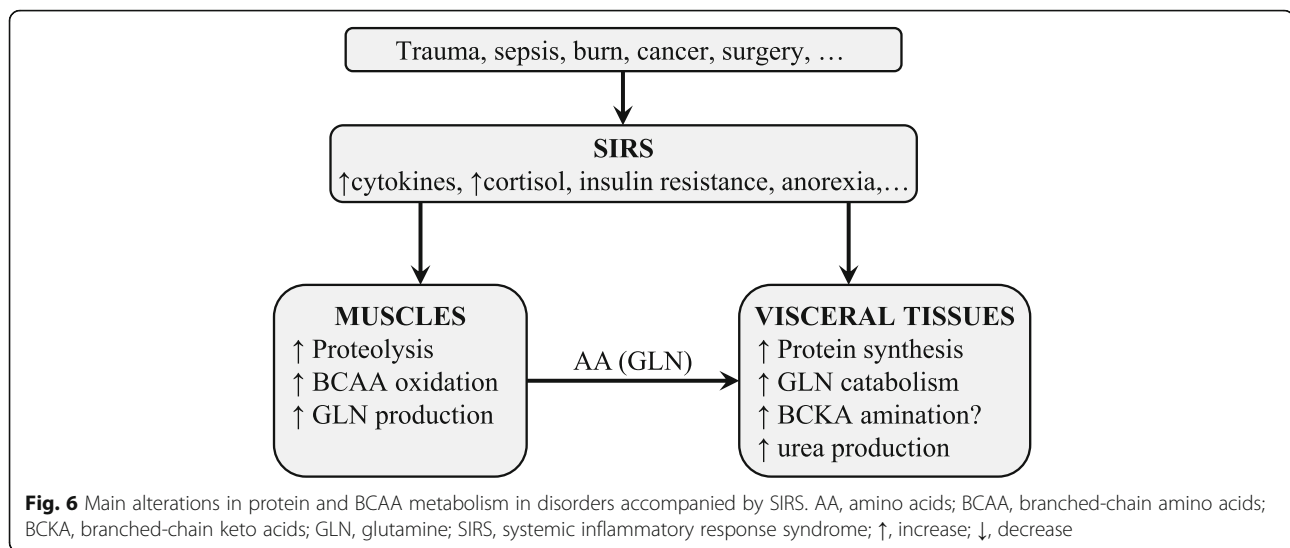 Trauma, sepsis, burn, cancer, surgery, …
SIRS
↑cytokines, ↑cortisol, insulin resistance, anorexia,…
MUSCLES
↑ Proteolysis
↑ BCAA oxidation
↑ GLN production
AA (GLN)
VISCERAL TISSUES
↑ Protein synthesis
↑ GLN catabolism
↑ BCKA amination?
↑ urea production
Fig. 6 Main alterations in protein and BCAA metabolism in disorders accompanied by SIRS. AA, amino acids; BCAA, branched-chain amino acids;
BCKA, branched-chain keto acids; GLN, glutamine; SIRS, systemic inflammatory response syndrome; ↑, increase; ↓, decrease